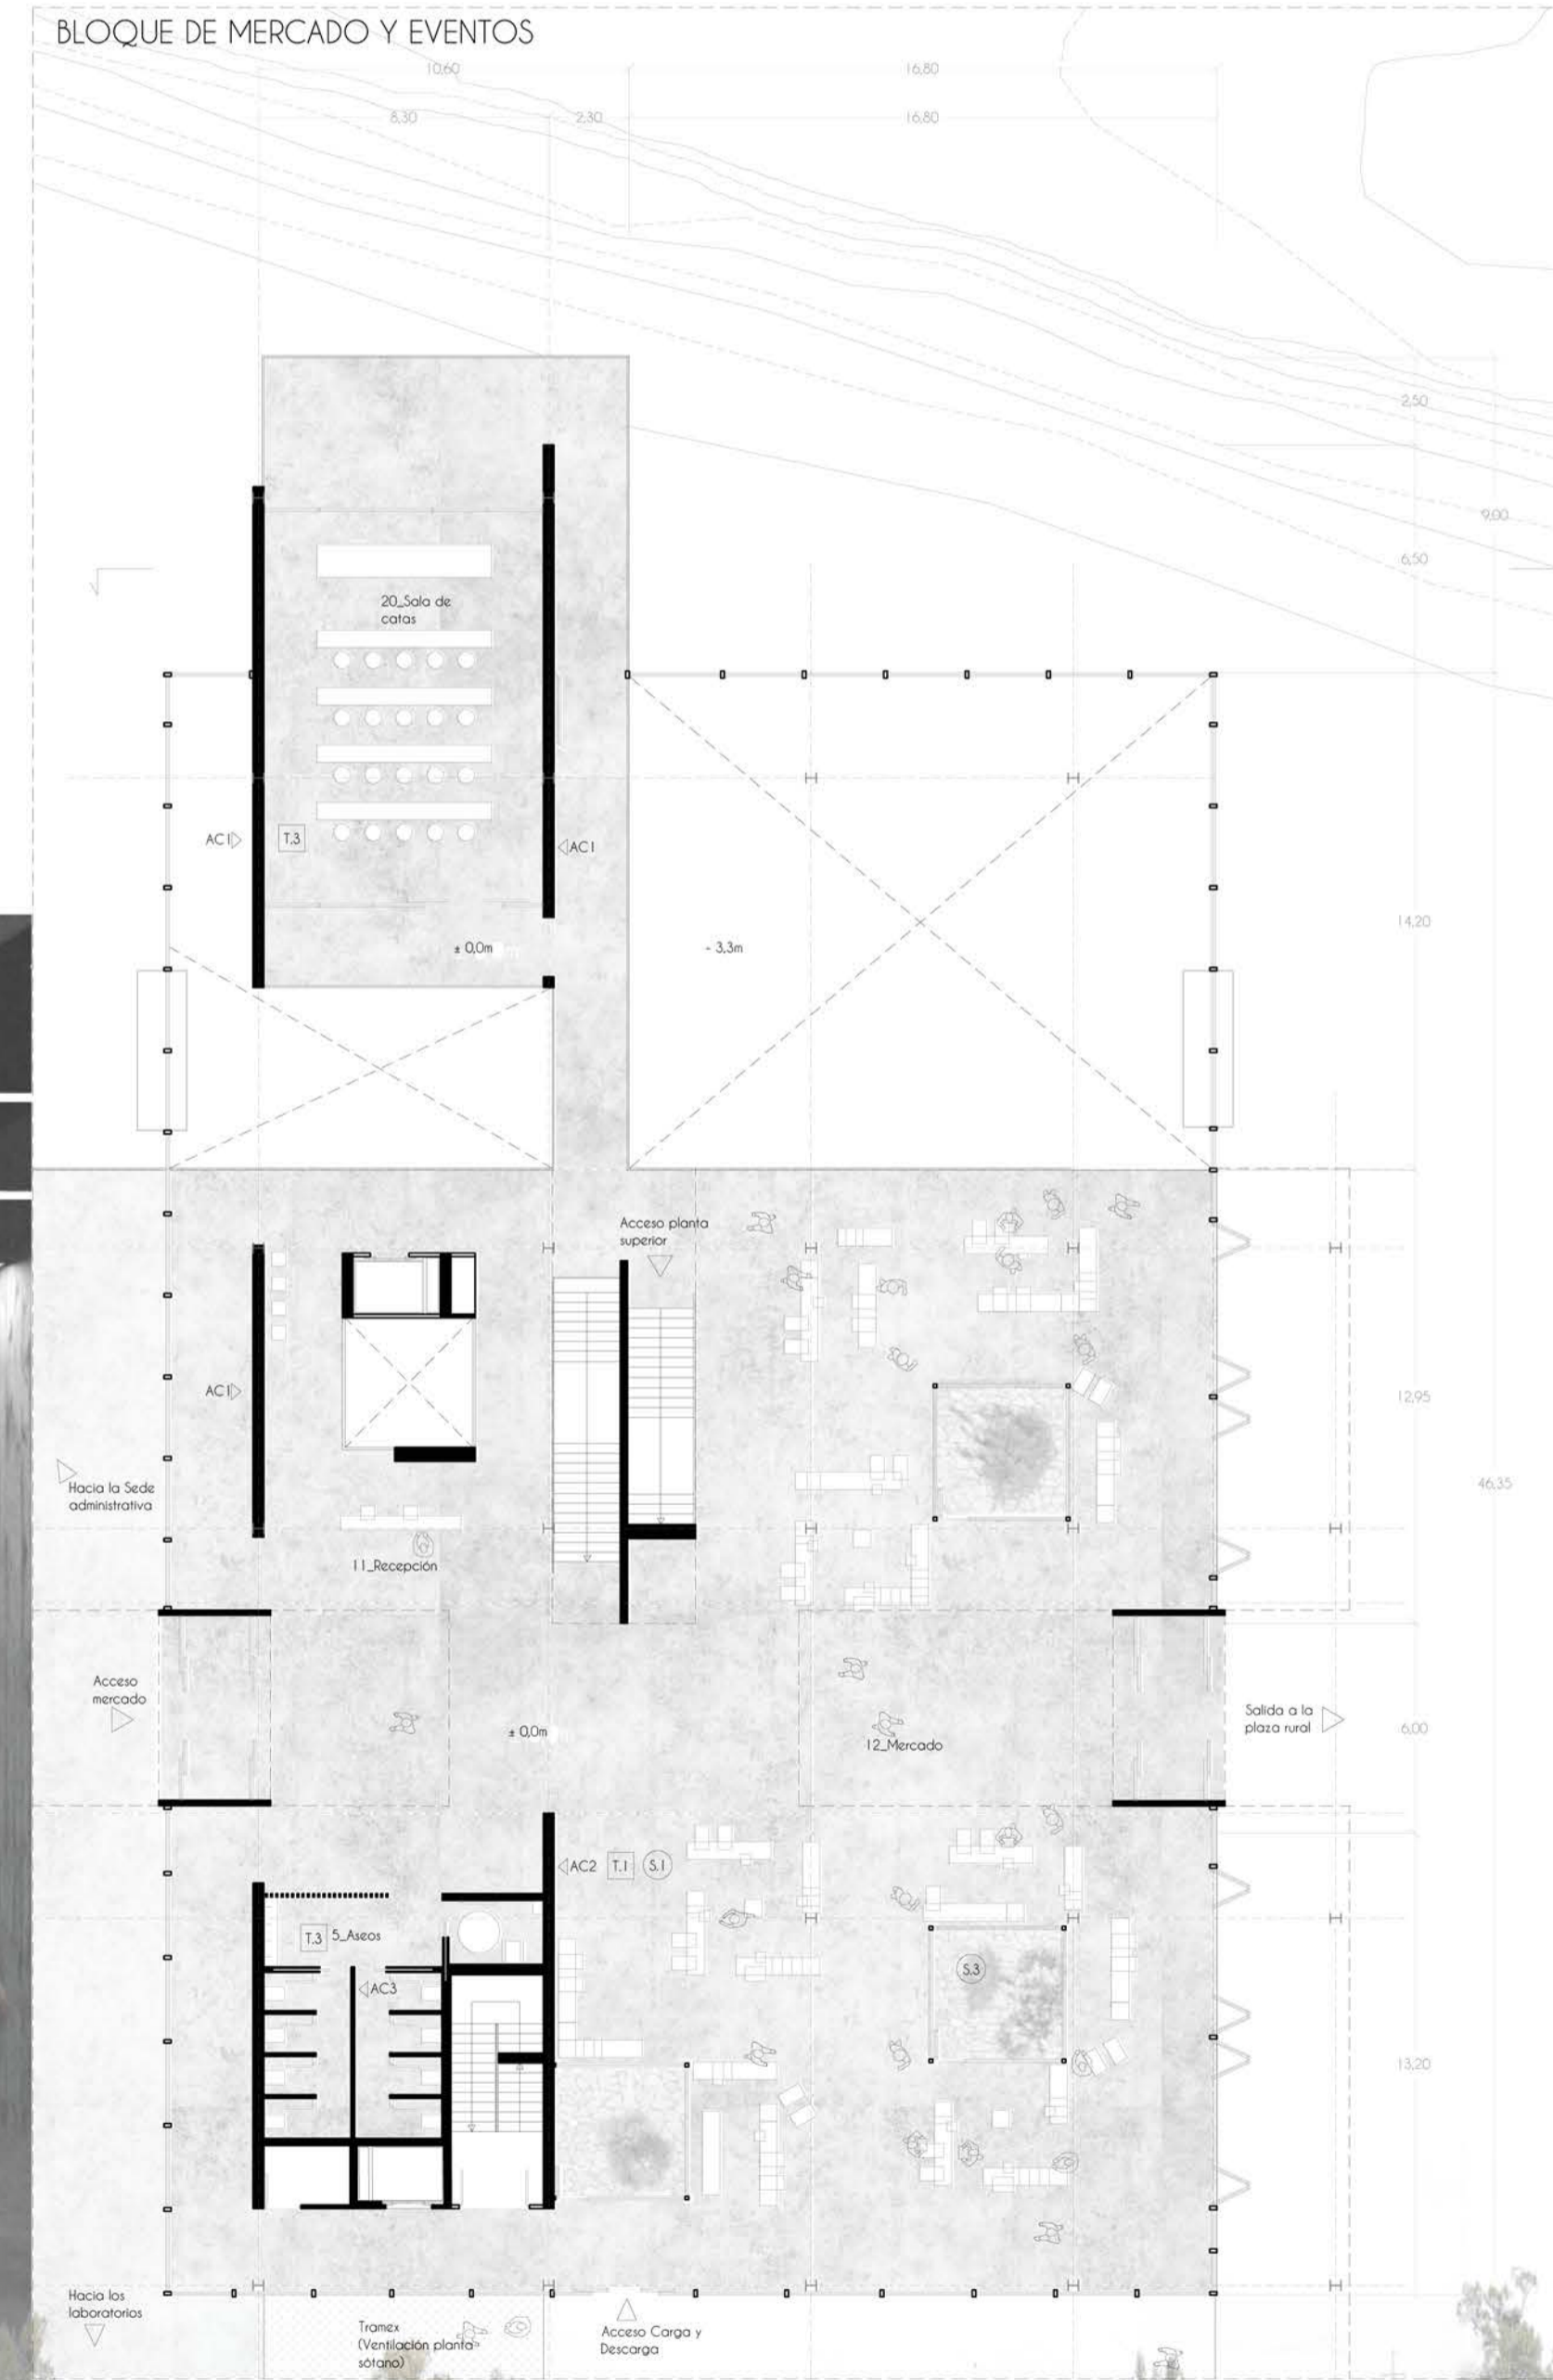 BLOQUE DE MERCADO Y EVENTOS
10,60
16,80
8,30
2,30
16,80
2,50
9,00
6,50
20_Sala de
catas
AC1
T.3
AC1
± 0,0m
- 3,3m
14,20
Acceso planta
superior
AC1
12,95
Hacia la Sede
administrativa
46,35
11_Recepción
Acceso
mercado
± 0,0m
12_Mercado
Salida a la
plaza rural
6,00
AC2
T.1
S.1
T.3
5_Aseos
AC3
S.3
13,20
Hacia los
laboratorios
Tramex
(Ventilación planta
sótano)
Acceso Carga y
Descarga